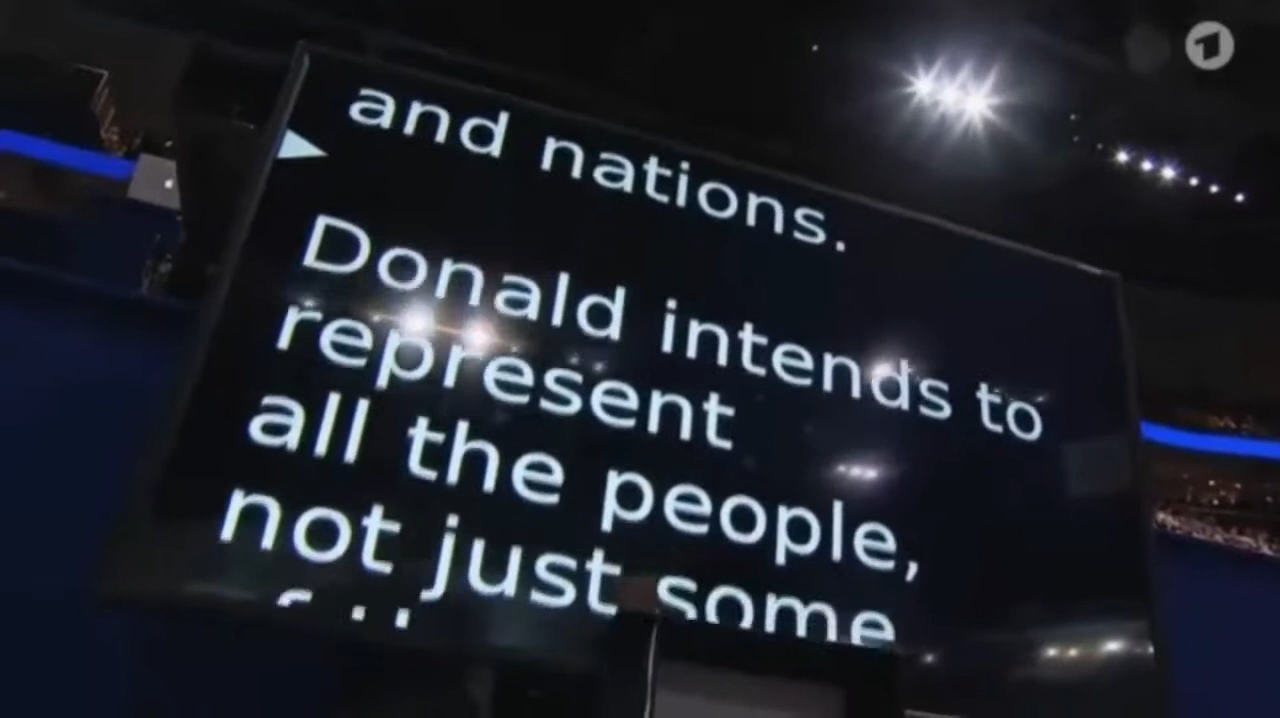 and nations.
Donald intends to
represent
all the people,
not just some